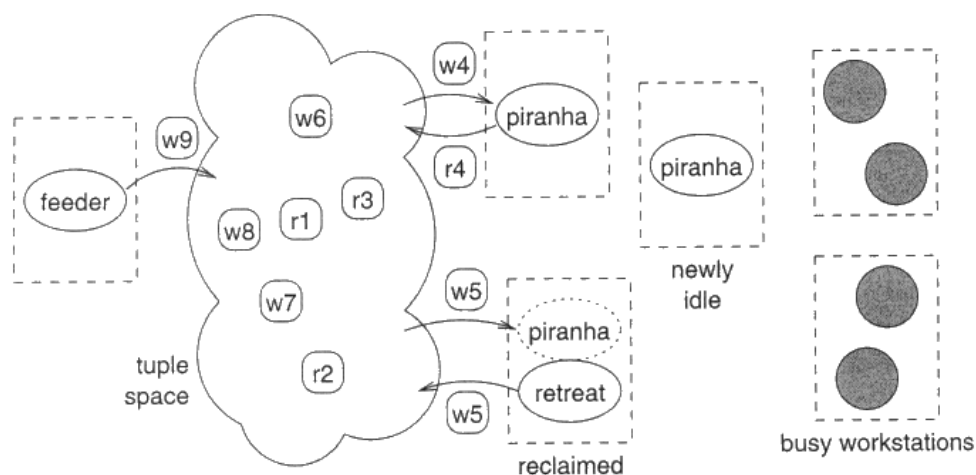 w4
w6
piranha
w9
r4
piranha
feeder
r3
r1
w8
newly
idle
w7
w5
piranha
tuple
space
r2
retreat
w5
busy workstations
reclaimed